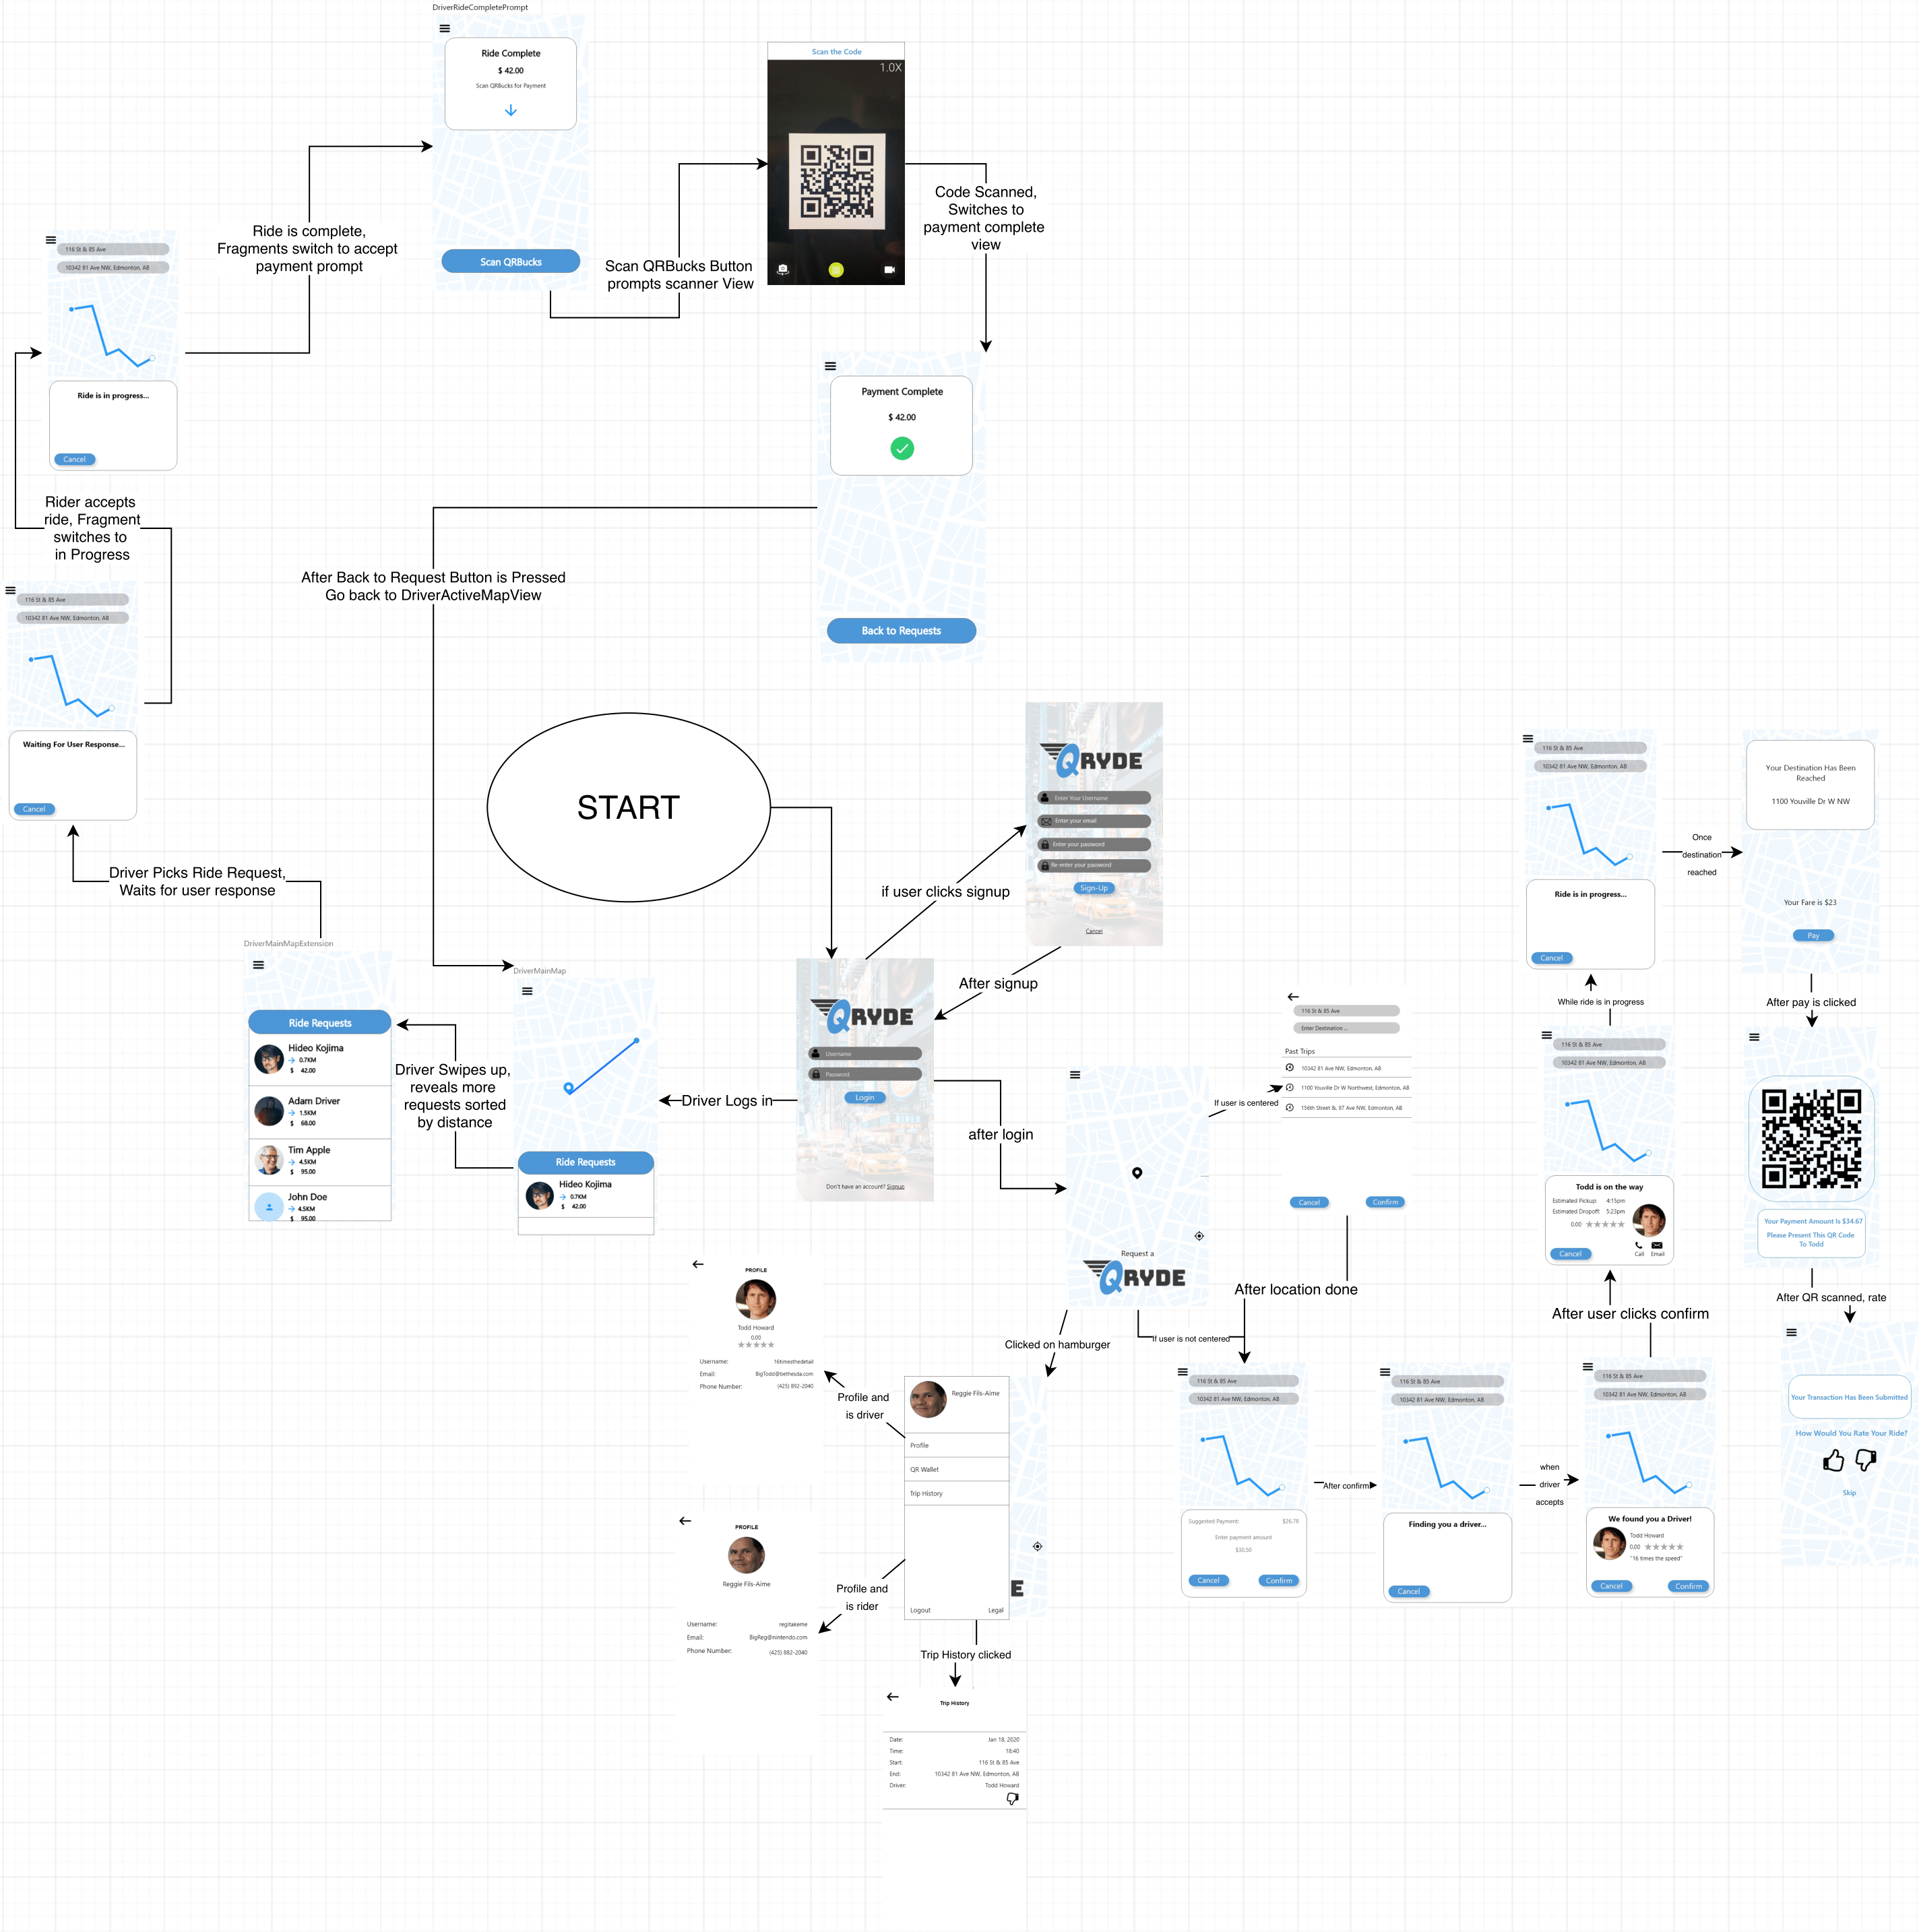 DriverRideCompletePrompt
Ride Complete
$ 42.00
Scan QRBucks for Payment
Scan QRBucks
Scan the Code
1.0X
Code Scanned,
Switches to
payment complete
view
Ride is complete,
Fragments switch to accept
payment prompt
Scan QRBucks Button
prompts scanner View
116 St & 85 Ave
10342 81 Ave NW, Edmonton, AB
Ride is in progress...
Cancel
Payment Complete
$ 42.00
Back to Requests
Rider accepts
ride, Fragment
switches to
in Progress
After Back to Request Button is Pressed
Go back to DriverActiveMapView
116 St & 85 Ave
10342 81 Ave NW, Edmonton, AB
Waiting For User Response...
Cancel
START
Driver Picks Ride Request,
Waits for user response
QRYDE
Enter Your Username
Enter your email
Enter your password
Re-enter your password
Sign-Up
Cancel
if user clicks signup
After signup
DriverMainMapExtension
Ride Requests
Hideo Kojima
0.7KM
$ 42.00
Adam Driver
1.5KM
$ 68.00
Tim Apple
4.5KM
$ 95.00
John Doe
4.5KM
$ 95.00
Driver Swipes up,
reveals more
requests sorted
by distance
DriverMainMap
Ride Requests
Hideo Kojima
0.7KM
$ 42.00
Driver Logs in
QRYDE
Username
Password
Login
Don't have an account? Signup
after login
Request a
QRYDE
If user is centered
116 St & 85 Ave
Enter Destination ...
Past Trips
10342 81 Ave NW, Edmonton, AB
1100 Youville Dr W Northwest, Edmonton, AB
156th Street &, 87 Ave NW, Edmonton, AB
Cancel
Confirm
After location done
If user is not centered
Clicked on hamburger
116 St & 85 Ave
10342 81 Ave NW, Edmonton, AB
Ride is in progress...
Cancel
Once
destination
reached
Your Destination Has Been
Reached
1100 Youville Dr W NW
Your Fare is $23
Pay
While ride is in progress
After pay is clicked
116 St & 85 Ave
10342 81 Ave NW, Edmonton, AB
Todd is on the way
Estimated Pickup: 4:15pm
Estimated Dropoff: 5:23pm
0.00
Cancel
Call
Email
Your Payment Amount Is $34.67
Please Present This QR Code
To Todd
After user clicks confirm
After QR scanned, rate
PROFILE
Todd Howard
0.00
Username: 16timesthedetail
Email: BigTodd@bethesda.com
Phone Number: (425) 892-2040
Profile and
is driver
Reggie Fils-Aime
Profile
QR Wallet
Trip History
Logout
Legal
E
PROFILE
Reggie Fils-Aime
Username: regitakeme
Email: BigReg@nintendo.com
Phone Number: (425) 882-2040
Profile and
is rider
Trip History clicked
Trip History
Date: Jan 18, 2020
Time: 18:40
Start: 116 St & 85 Ave
End: 10342 81 Ave NW, Edmonton, AB
Driver: Todd Howard
116 St & 85 Ave
10342 81 Ave NW, Edmonton, AB
Suggested Payment: $26.78
Enter payment amount
$30.50
Cancel
Confirm
After confirm
116 St & 85 Ave
10342 81 Ave NW, Edmonton, AB
Finding you a driver...
Cancel
when
driver
accepts
116 St & 85 Ave
10342 81 Ave NW, Edmonton, AB
We found you a Driver!
Todd Howard
0.00
"16 times the speed"
Cancel
Confirm
Your Transaction Has Been Submitted
How Would You Rate Your Ride?
Skip